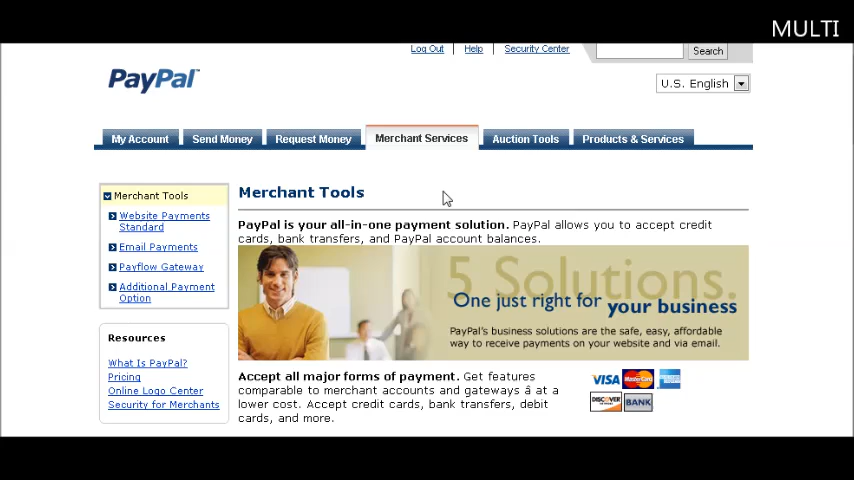 MULTI
Log Out | Help | Security Center
Search
PayPal
U.S. English
My Account
Send Money
Request Money
Merchant Services
Auction Tools
Products & Services
Merchant Tools
Website Payments
Standard
Email Payments
Payflow Gateway
Additional Payment
Option
Resources
What Is PayPal?
Pricing
Online Logo Center
Security for Merchants
Merchant Tools
PayPal is your all-in-one payment solution. PayPal allows you to accept credit
cards, bank transfers, and PayPal account balances.
5 Solutions.
One just right for your business
PayPal's business solutions are the safe, easy, affordable
way to receive payments on your website and via email.
Accept all major forms of payment. Get features
comparable to merchant accounts and gateways â at a
lower cost. Accept credit cards, bank transfers, debit
cards, and more.
VISA MasterCard
DISCOVER BANK